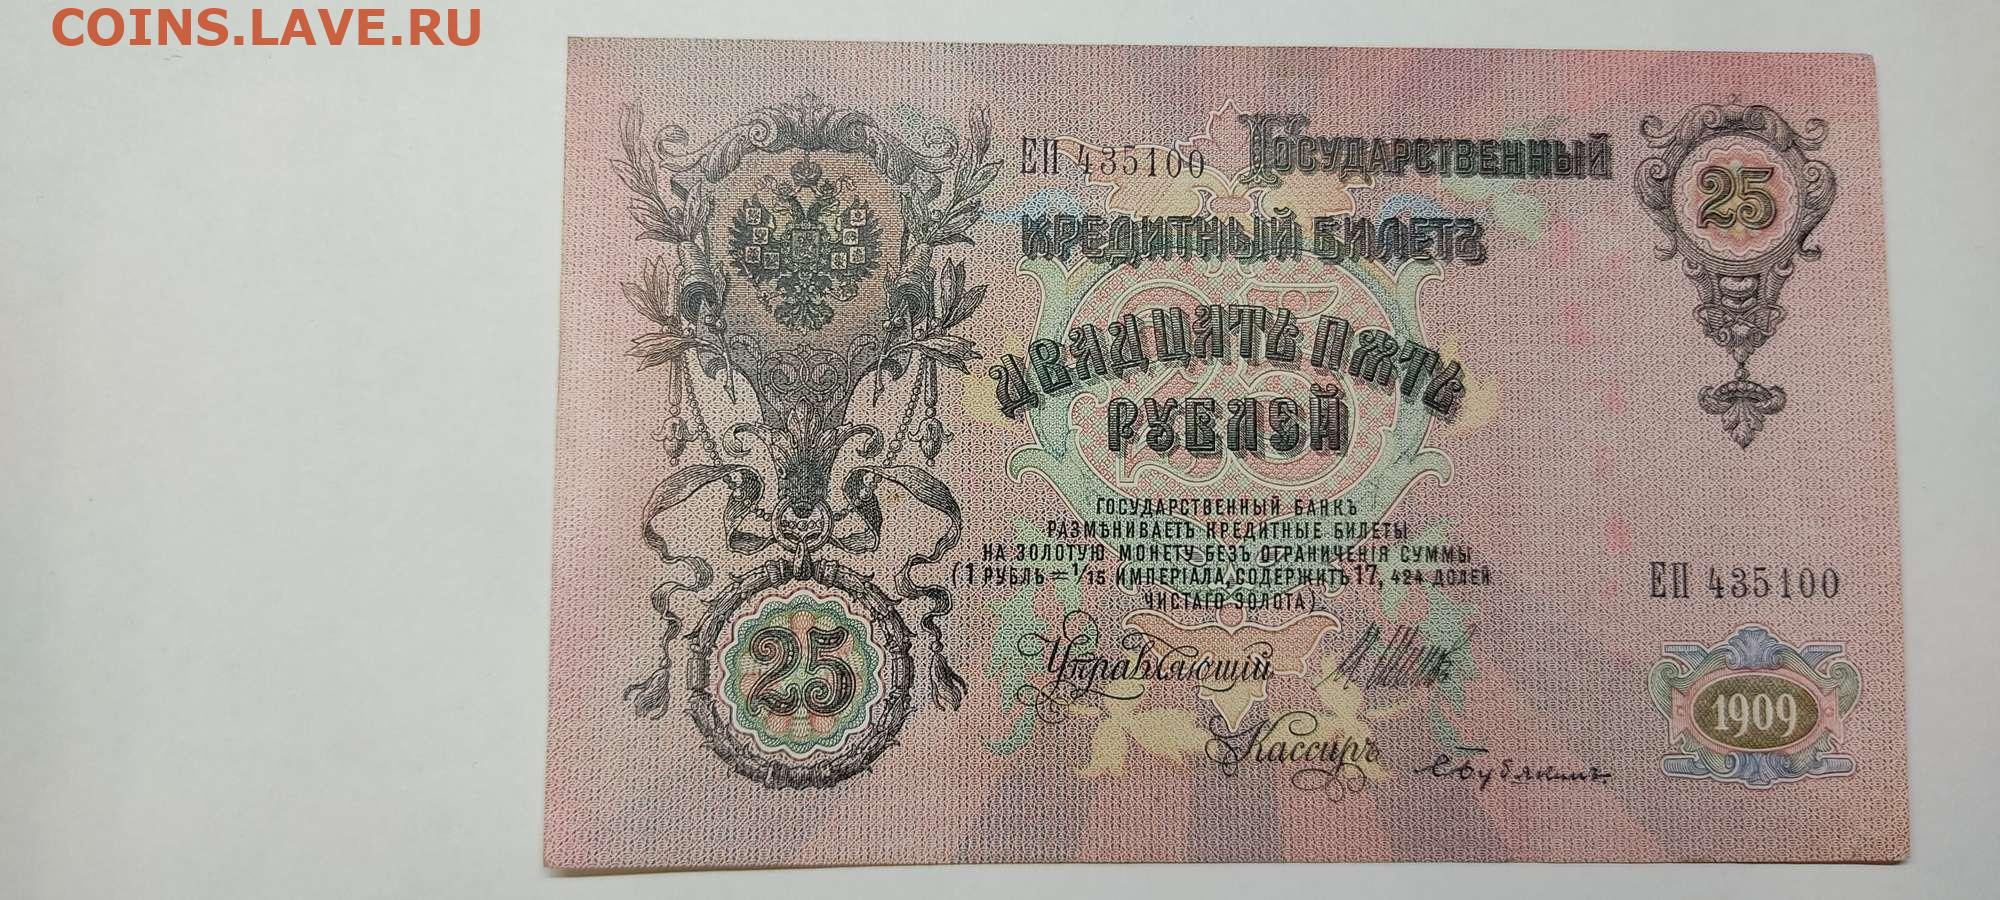 COINS.LAVE.RU
ЕП 435100
ГОСУДАРСТВЕННЫЙ
КРЕДИТНЫЙ БИЛЕТЪ
25
ДВАДЦАТЬ ПЯТЬ
РУБЛЕЙ
25
ГОСУДАРСТВЕННЫЙ БАНКЪ
РАЗМѢНИВАЕТЪ КРЕДИТНЫЕ БИЛЕТЫ
НА ЗОЛОТУЮ МОНЕТУ БЕЗЪ ОГРАНИЧЕНІЯ СУММЫ
(1 РУБЛЬ = 1/15 ИМПЕРІАЛА, СОДЕРЖИТЪ 17, 424 ДОЛЕЙ
ЧИСТАГО ЗОЛОТА)
ЕП 435100
25
Управляющій
Кассиръ
1909